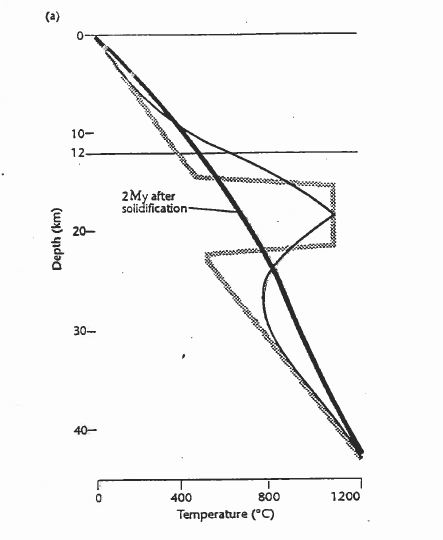 (a)
0
10
12
2My after
solidification
20
30
40
Depth (km)
0 400 800 1200
Temperature (°C)